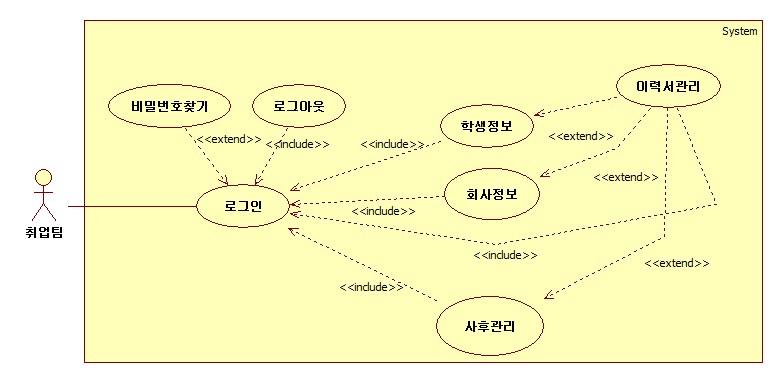 System
이력서관리
비밀번호찾기
로그아웃
학생정보
<<extend>>
<<include>>
<<include>>
<<extend>>
<<extend>>
회사정보
로그인
<<include>>
취업팀
<<include>>
<<extend>>
<<include>>
사후관리